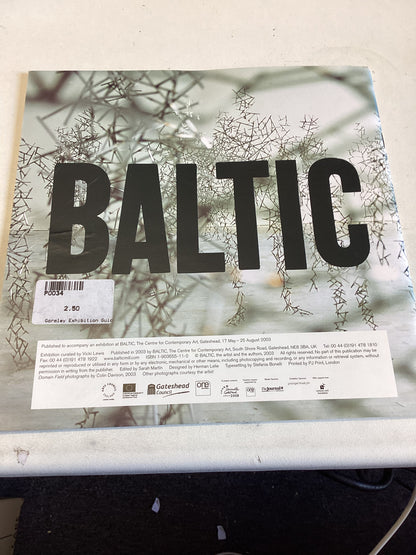 BALTIC
P0034
2.50
Gormley Exhibition Guid
Published to accompany an exhibition at BALTIC, The Centre for Contemporary Art, Gateshead, 17 May - 25 August 2003
Exhibition curated by Vicki Lewis Published in 2003 by BALTIC, The Centre for Contemporary Art, South Shore Road, Gateshead, NE8 3BA, UK Tel: 00 44 (0)191 478 1810
Fax: 00 44 (0)191 478 1922 www.balticmill.com ISBN 1-903655-11-0 © BALTIC, the artist and the authors 2003 All rights reserved. No part of this publication may be
reprinted or reproduced or utilized in any form or by any electronic, mechanical or other means, including photocopying and recording, or any information or retrieval system, without
permission in writing from the publisher. Edited by Sarah Martin Designed by Herman Lelie Typesetting by Stefania Bonelli Printed by PJ Print, London
Domain Field photographs by Colin Davison, 2003 Other photographs courtesy the artist
Gateshead
Council
one